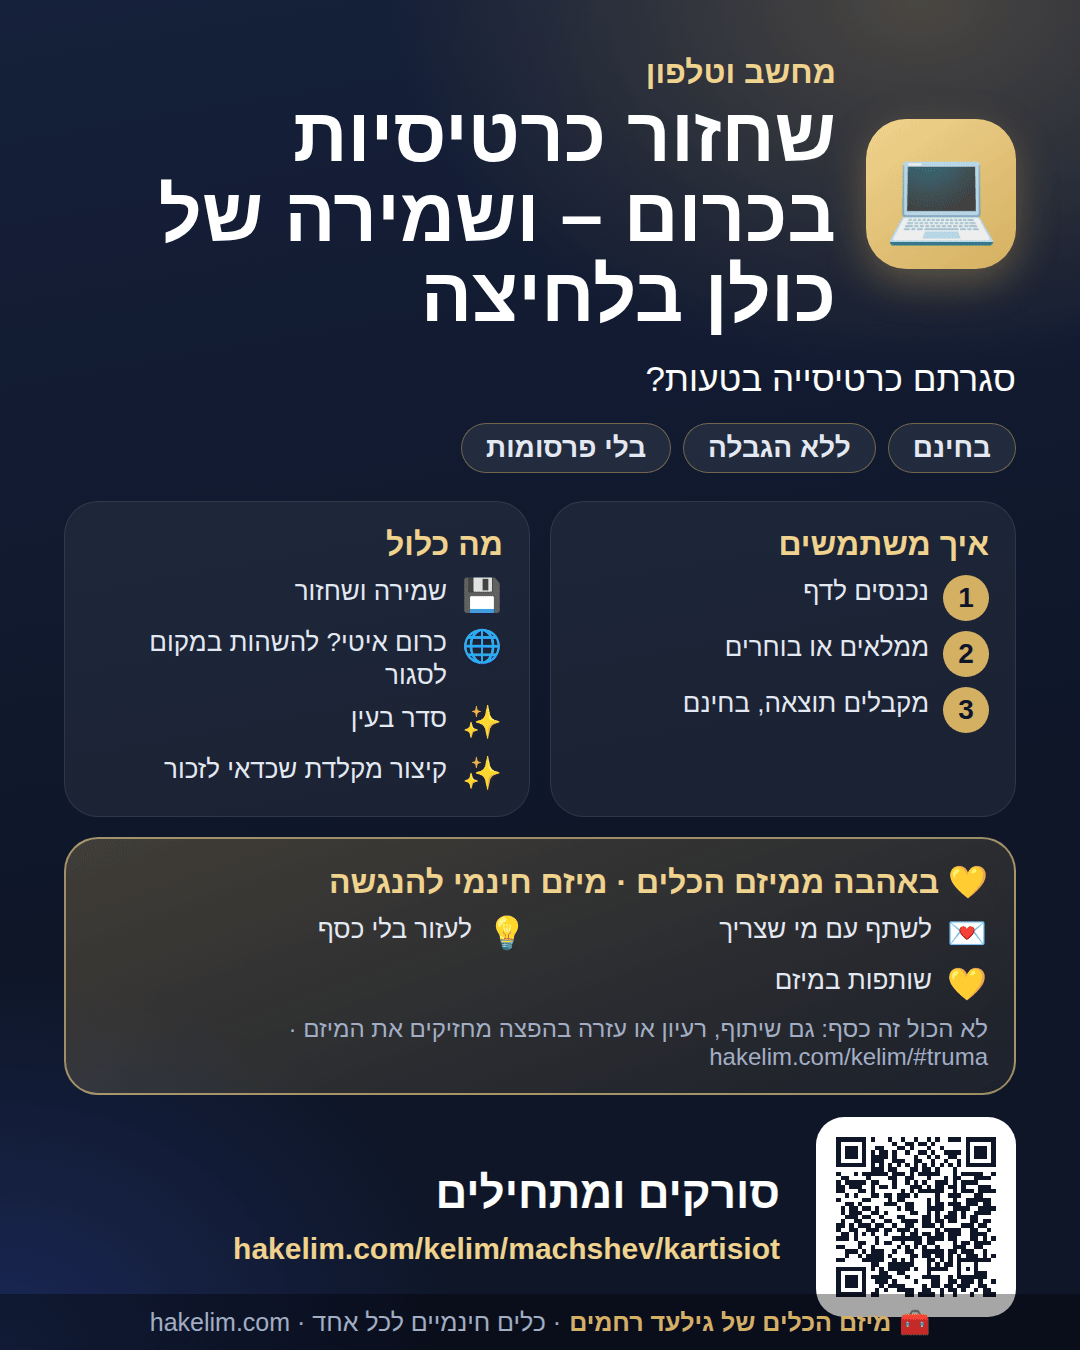 מחשב וטלפון
שחזור כרטיסיות
בכרום – ושמירה של
כולן בלחיצה
סגרתם כרטיסייה בטעות?
בחינם
ללא הגבלה
בלי פרסומות
איך משתמשים
1 נכנסים לדף
2 ממלאים או בוחרים
3 מקבלים תוצאה, בחינם
מה כלול
שמירה ושחזור
כרום איטי? להשהות במקום
לסגור
סדר בעין
קיצור מקלדת שכדאי לזכור
באהבה ממיזם הכלים · מיזם חינמי להנגשה
לשתף עם מי שצריך
לעזור בלי כסף
שותפות במיזם
לא הכול זה כסף: גם שיתוף, רעיון או עזרה בהפצה מחזיקים את המיזם ·
hakelim.com/kelim/#truma
סורקים ומתחילים
hakelim.com/kelim/machshev/kartisiot
מיזם הכלים של גילעד רחמים · כלים חינמיים לכל אחד · hakelim.com